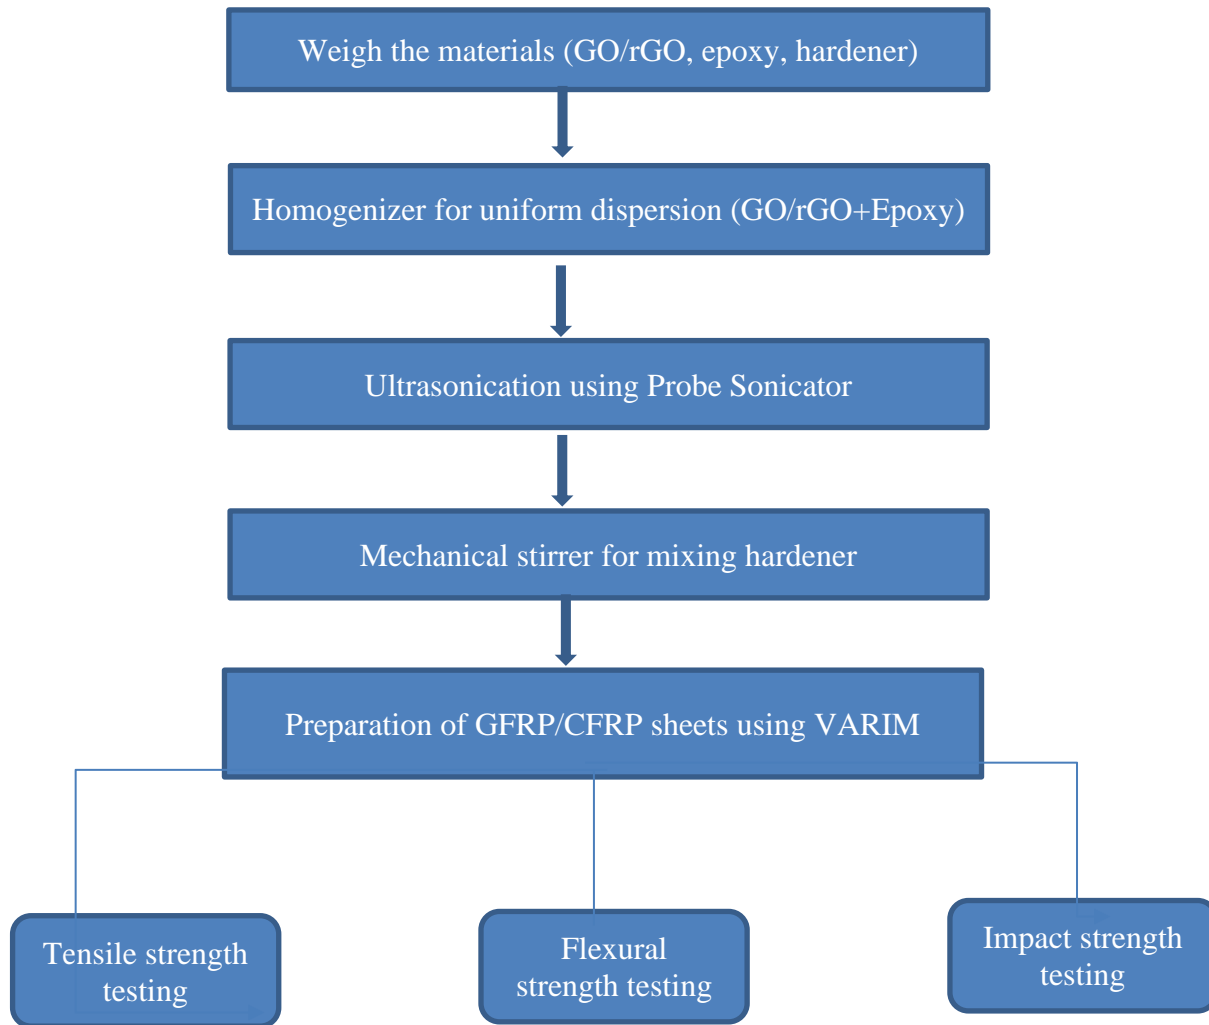 Weigh the materials (GO/rGO, epoxy, hardener)
Homogenizer for uniform dispersion (GO/rGO+Epoxy)
Ultrasonication using Probe Sonicator
Mechanical stirrer for mixing hardener
Preparation of GFRP/CFRP sheets using VARIM
Tensile strength
testing
Flexural
strength testing
Impact strength
testing